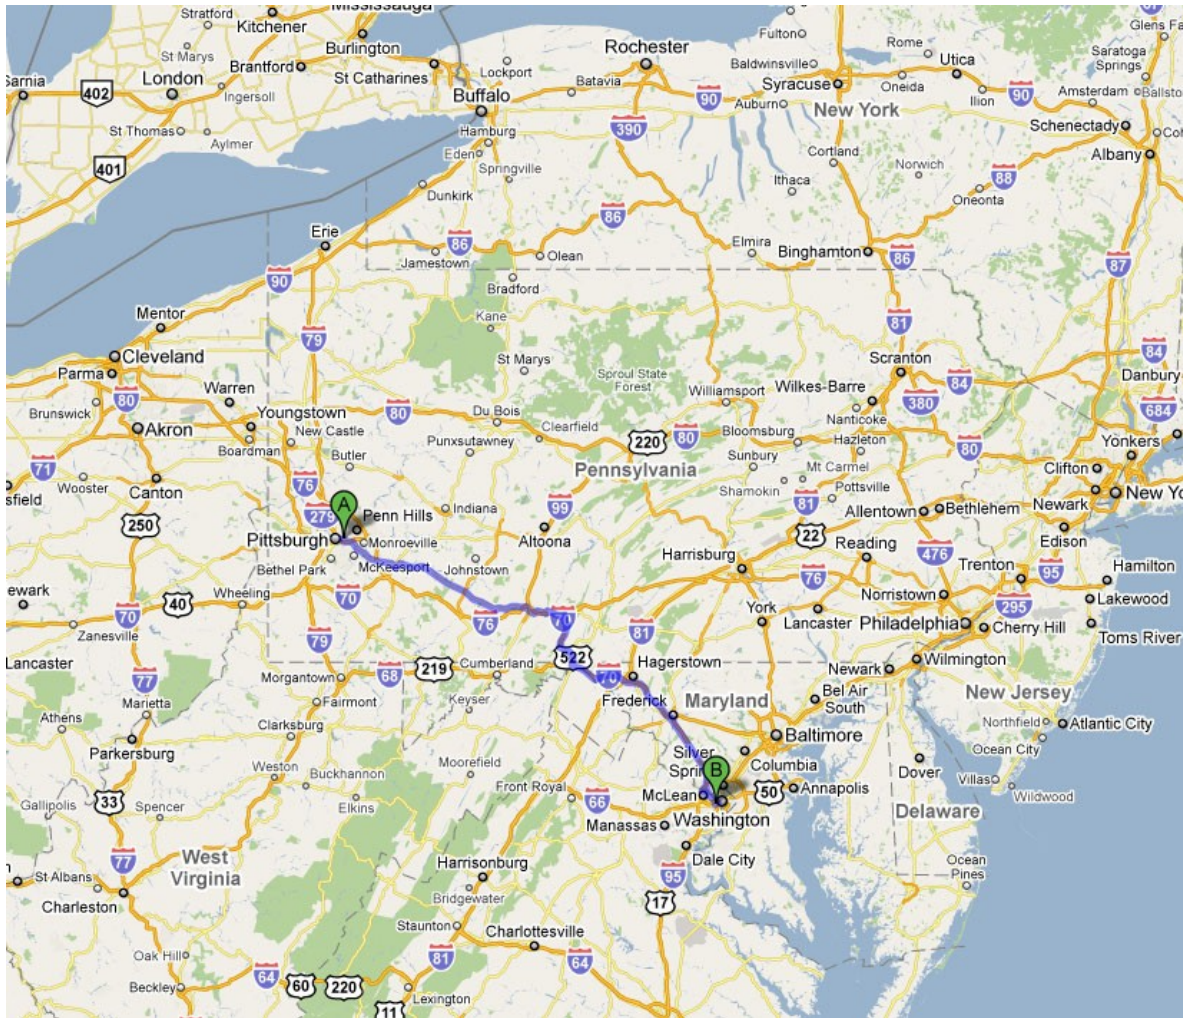 Mississauga
Stratford
Kitchener
St Marys
Burlington
Brantford
St Catharines
Lockport
Rochester
Fulton
Rome
Glens Fa
Saratoga
Springs
Baldwinsville
Utica
Sarnia
402
London
Ingersoll
Buffalo
Batavia
90
Syracuse
Oneida
Ilion
90
Amsterdam
Ballston
Auburn
New York
St Thomas
Aylmer
Hamburg
390
Schenectady
Coh
401
Eden
Springville
Cortland
Norwich
Albany
Dunkirk
Ithaca
88
Oneonta
86
Erie
86
Jamestown
Olean
Elmira
Binghamton
86
87
90
Bradford
Mentor
Kane
79
81
Cleveland
St Marys
Sproul State
Forest
Scranton
84
Parma
80
Warren
Williamsport
Wilkes-Barre
84
Danbury
Brunswick
Youngstown
80
Du Bois
Nanticoke
380
684
Akron
New Castle
Clearfield
220
80
Bloomsburg
Hazleton
Boardman
Punxsutawney
Yonkers
71
Butler
Pennsylvania
Sunbury
Mt Carmel
80
Clifton
sfield
Wooster
Canton
76
Shamokin
81
Pottsville
Newark
New Yo
A
Indiana
99
Allentown
Bethlehem
250
279
Penn Hills
Edison
Pittsburgh
Monroeville
Altoona
22
Reading
476
Bethel Park
McKeesport
Johnstown
Harrisburg
76
Trenton
95
Hamilton
ewark
40
Wheeling
70
Norristown
295
Lakewood
70
76
70
81
York
Lancaster
Philadelphia
Cherry Hill
Toms River
Zanesville
79
522
Lancaster
77
Morgantown
68
219
Cumberland
70
Hagerstown
Newark
Wilmington
New Jersey
Marietta
Fairmont
Keyser
Frederick
Maryland
Bel Air
South
Athens
Clarksburg
Northfield
Atlantic City
Parkersburg
Baltimore
Ocean City
Silver
Spring
Columbia
Moorefield
B
Dover
Villas
Weston
Buckhannon
Front Royal
66
McLean
50
Annapolis
Wildwood
Gallipolis
33
Spencer
Elkins
Washington
Delaware
Manassas
West
Virginia
77
Harrisonburg
Dale City
Ocean
Pines
St Albans
95
Charleston
Bridgewater
17
Staunton
Charlottesville
Oak Hill
64
81
64
Beckley
60
220
Lexington
11